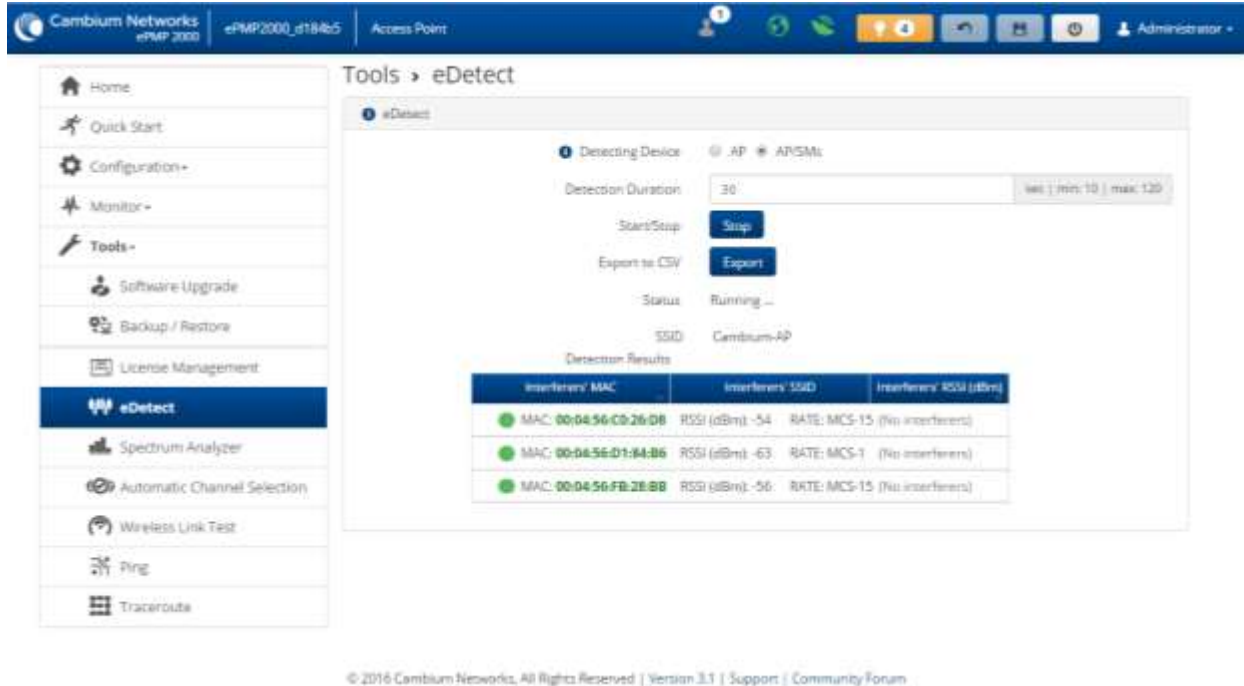 Cambium Networks
ePMP 2000
ePMP2000_d184b5
Access Point
1
4
Administrator
Tools › eDetect
Home
Quick Start
Configuration
Monitor
Tools
Software Upgrade
Backup / Restore
License Management
eDetect
Spectrum Analyzer
Automatic Channel Selection
Wireless Link Test
Ping
Traceroute
eDetect
Detecting Device AP AP/SMs
Detection Duration 30 sec | min: 10 | max: 120
Start/Stop Stop
Export to CSV Export
Status Running ...
SSID Cambium-AP
Detection Results
Interferers' MAC Interferers' SSID Interferers' RSSI (dBm)
MAC: 00:04:56:C0:26:D8 RSSI (dBm): -54 RATE: MCS-15 (No interferers)
MAC: 00:04:56:D1:84:B6 RSSI (dBm): -63 RATE: MCS-1 (No interferers)
MAC: 00:04:56:FB:28:BB RSSI (dBm): -56 RATE: MCS-15 (No interferers)
© 2016 Cambium Networks, All Rights Reserved | Version 3.1 | Support | Community Forum